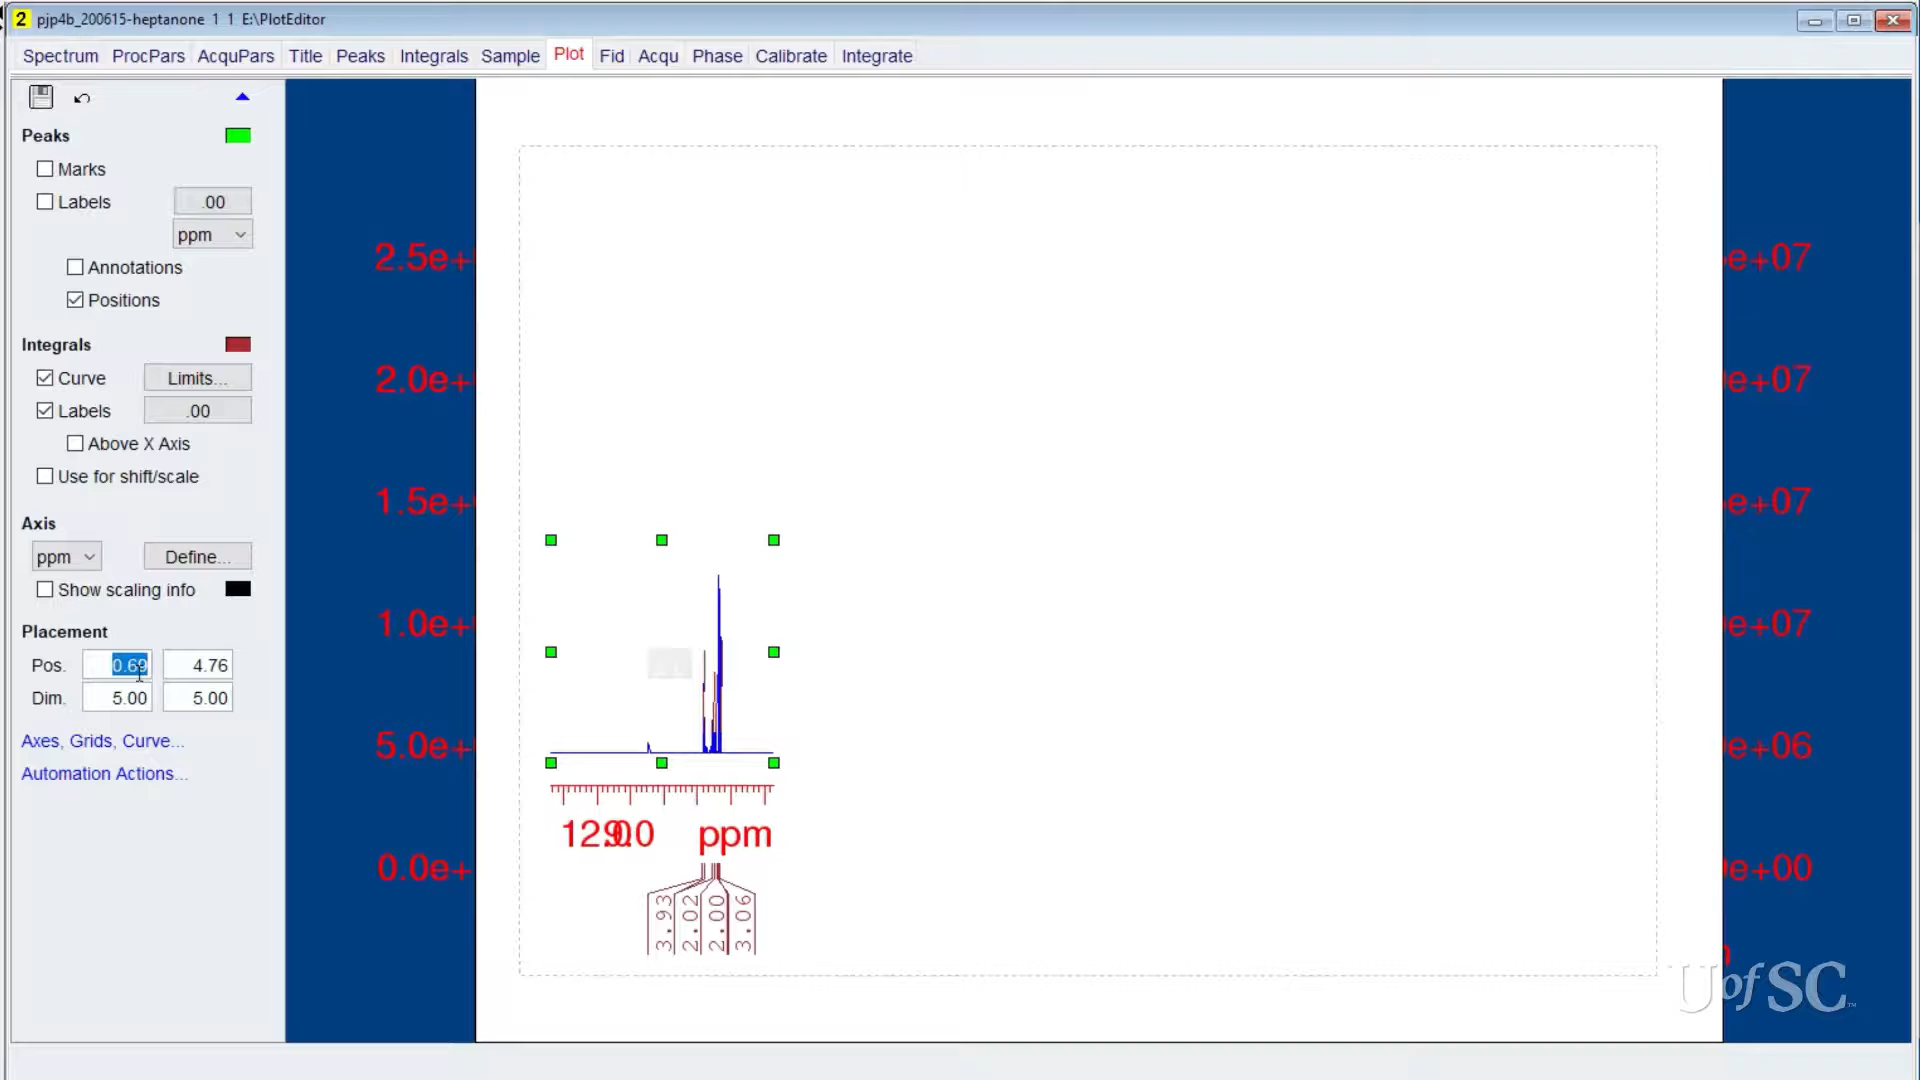 2 pjp4b_200615-heptanone 1 1 E:\PlotEditor
Spectrum ProcPars AcquPars Title Peaks Integrals Sample Plot Fid Acqu Phase Calibrate Integrate
Peaks
Marks
Labels .00
ppm
Annotations
Positions
Integrals
Curve Limits...
Labels .00
Above X Axis
Use for shift/scale
Axis
ppm Define...
Show scaling info
Placement
Pos. 0.69 4.76
Dim. 5.00 5.00
Axes, Grids, Curve...
Automation Actions...
2.5e+ e+07
2.0e+ e+07
1.5e+ e+07
1.0e+ e+07
5.0e+ e+06
0.0e+ e+00
ppm
3.93
2.02
2.00
3.06
UofSC